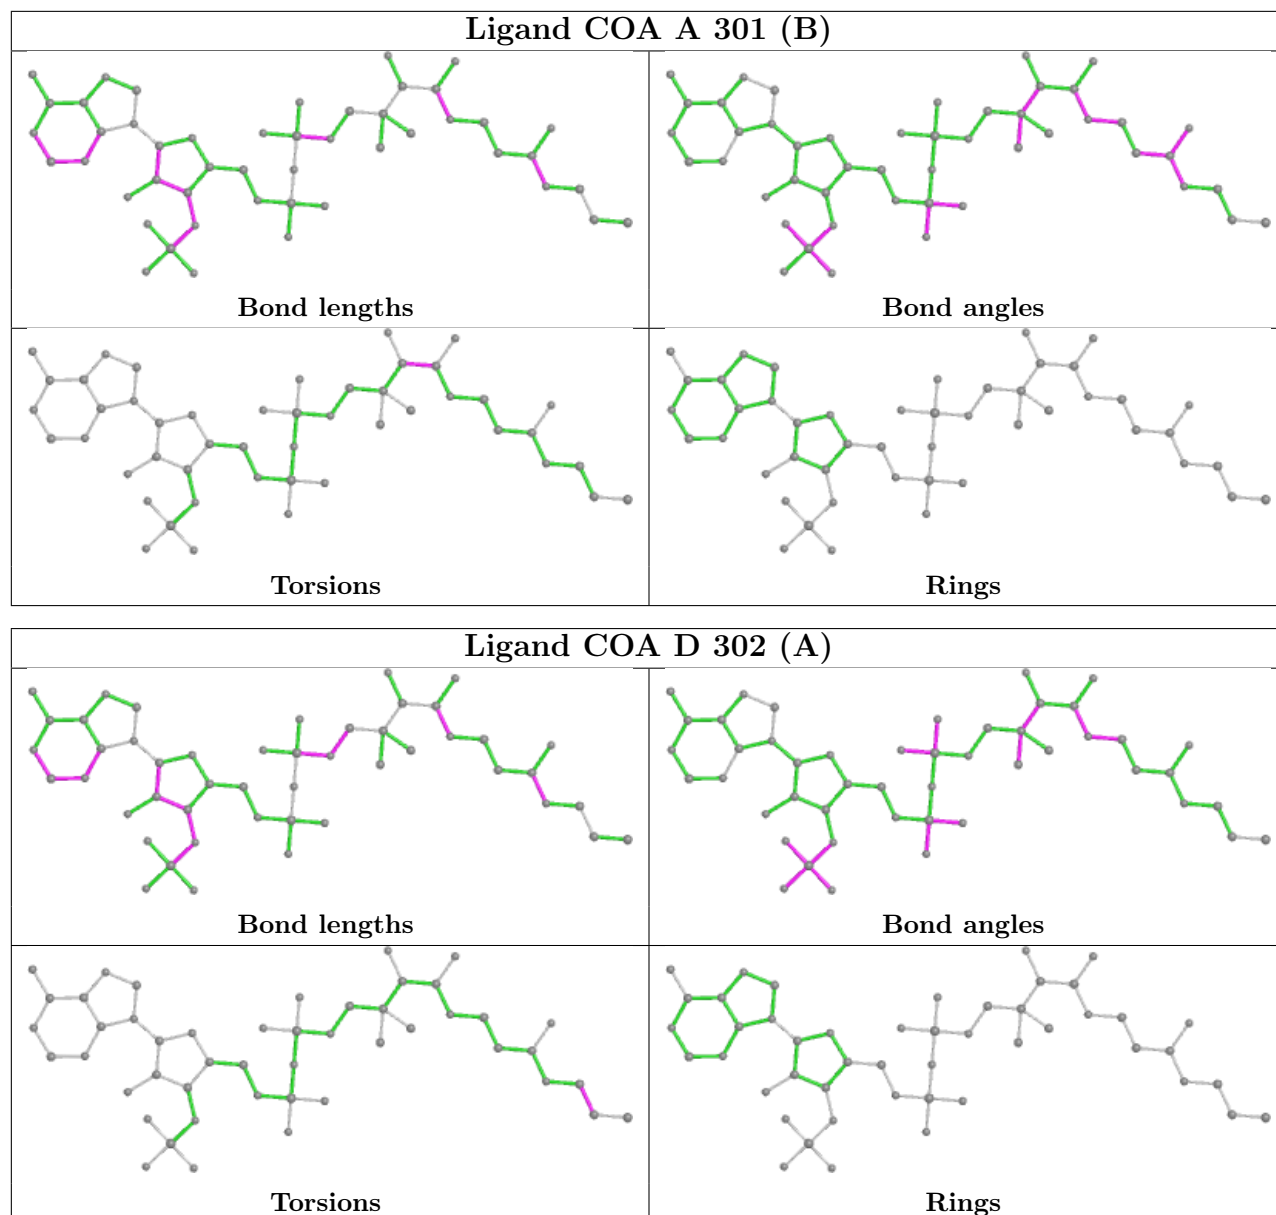 Ligand COA A 301 (B)
Bond lengths
Bond angles
Torsions
Rings
Ligand COA D 302 (A)
Bond lengths
Bond angles
Torsions
Rings